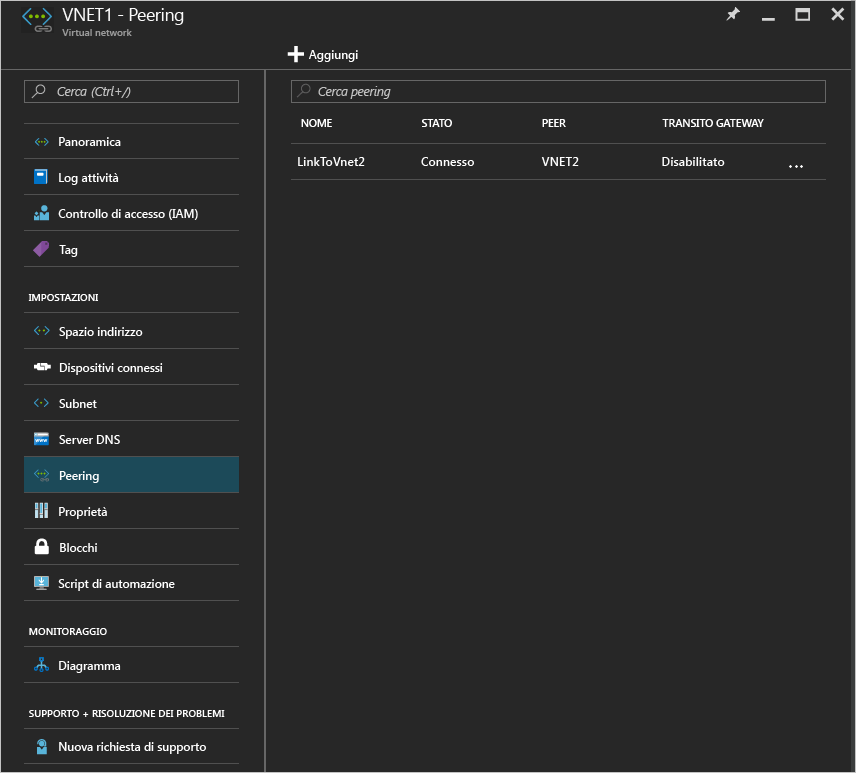 VNET1 - Peering
Virtual network
Aggiungi
Cerca (Ctrl+/)
Panoramica
Log attività
Controllo di accesso (IAM)
Tag
IMPOSTAZIONI
Spazio indirizzo
Dispositivi connessi
Subnet
Server DNS
Peering
Proprietà
Blocchi
Script di automazione
MONITORAGGIO
Diagramma
SUPPORTO + RISOLUZIONE DEI PROBLEMI
Nuova richiesta di supporto
Cerca peering
NOME STATO PEER TRANSITO GATEWAY
LinkToVnet2 Connesso VNET2 Disabilitato ...